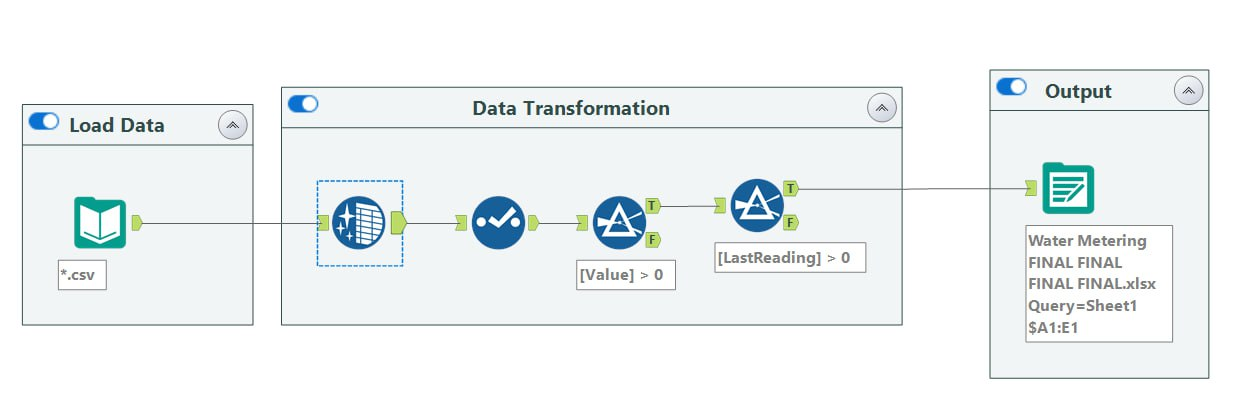 Load Data
*.csv
Data Transformation
T
F
[Value] > 0
T
F
[LastReading] > 0
Output
Water Metering
FINAL FINAL
FINAL FINAL.xlsx
Query=Sheet1
$A1:E1